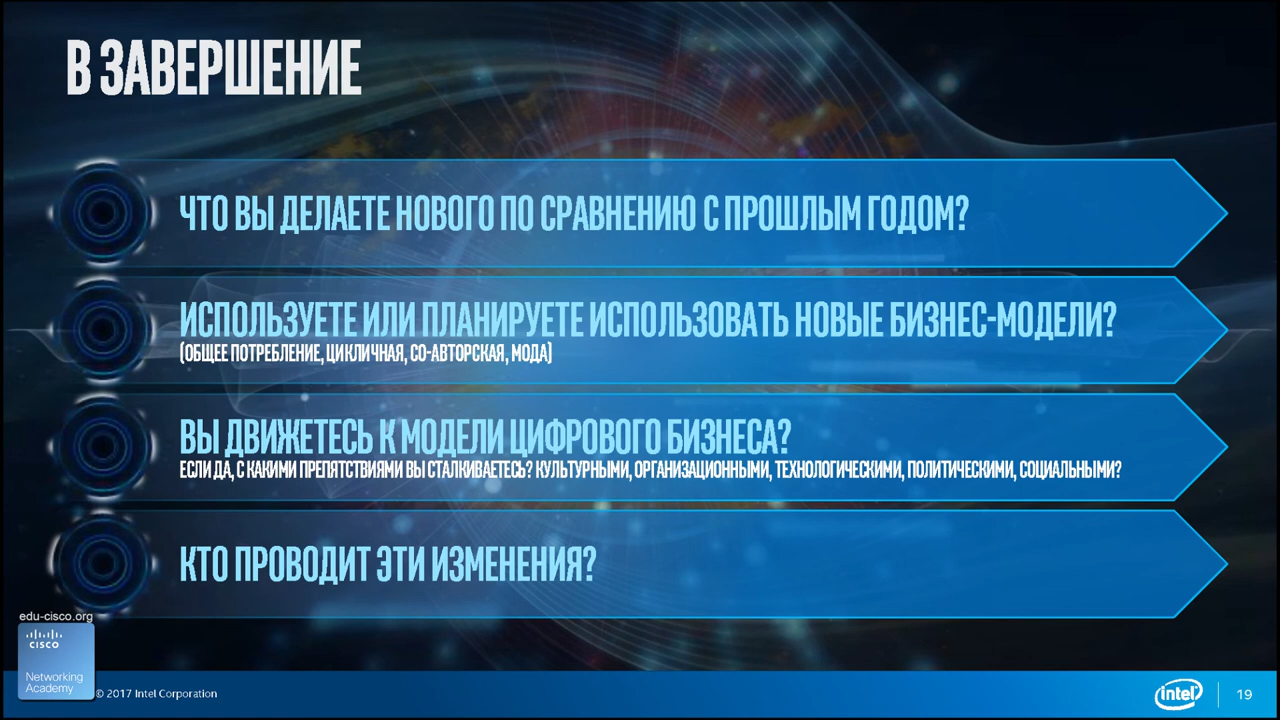 В ЗАВЕРШЕНИЕ
ЧТО ВЫ ДЕЛАЕТЕ НОВОГО ПО СРАВНЕНИЮ С ПРОШЛЫМ ГОДОМ?
ИСПОЛЬЗУЕТЕ ИЛИ ПЛАНИРУЕТЕ ИСПОЛЬЗОВАТЬ НОВЫЕ БИЗНЕС-МОДЕЛИ?
(ОБЩЕЕ ПОТРЕБЛЕНИЕ, ЦИКЛИЧНАЯ, СО-АВТОРСКАЯ, МОДА)
ВЫ ДВИЖЕТЕСЬ К МОДЕЛИ ЦИФРОВОГО БИЗНЕСА?
ЕСЛИ ДА, С КАКИМИ ПРЕПЯТСТВИЯМИ ВЫ СТАЛКИВАЕТЕСЬ? КУЛЬТУРНЫМИ, ОРГАНИЗАЦИОННЫМИ, ТЕХНОЛОГИЧЕСКИМИ, ПОЛИТИЧЕСКИМИ, СОЦИАЛЬНЫМИ?
КТО ПРОВОДИТ ЭТИ ИЗМЕНЕНИЯ?
edu-cisco.org
CISCO
Networking
Academy
© 2017 Intel Corporation
intel
19